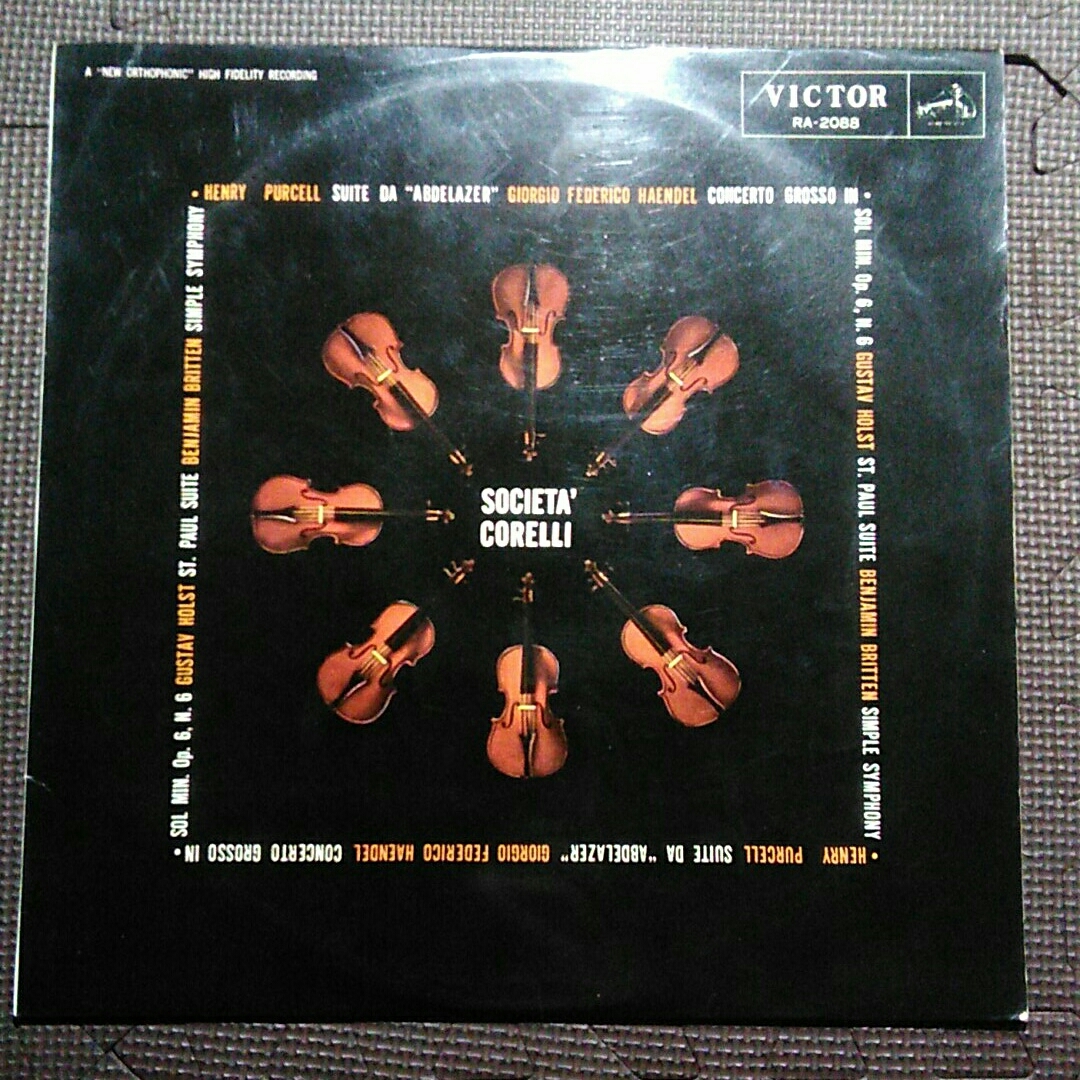 A "NEW ORTHOPHONIC" HIGH FIDELITY RECORDING
VICTOR
RA-2088
• HENRY PURCELL SUITE DA "ABDELAZER" GIORGIO FEDERICO HAENDEL CONCERTO GROSSO IN
• SOL MIN. Op. 6, N. 6 GUSTAV HOLST ST. PAUL SUITE BENJAMIN BRITTEN SIMPLE SYMPHONY
SOCIETA'
CORELLI
• HENRY PURCELL SUITE DA "ABDELAZER" GIORGIO FEDERICO HAENDEL CONCERTO GROSSO IN •
SOL MIN. Op. 6, N. 6 GUSTAV HOLST ST. PAUL SUITE BENJAMIN BRITTEN SIMPLE SYMPHONY